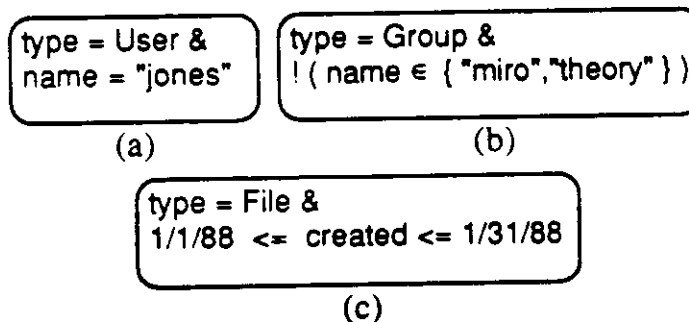 type = User &
name = "jones"
(a)
type = Group &
! ( name ∈ { "miro","theory" } )
(b)
type = File &
1/1/88 <= created <= 1/31/88
(c)